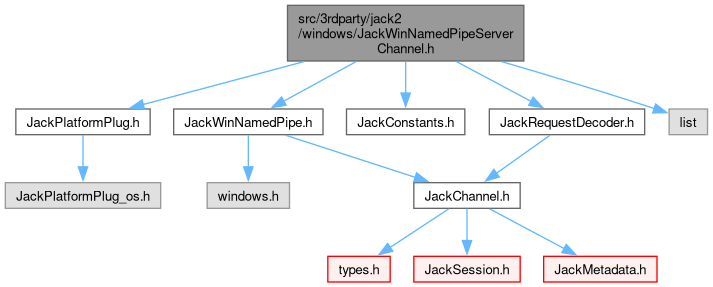 src/3rdparty/jack2
/windows/JackWinNamedPipeServer
Channel.h
JackPlatformPlug.h
JackWinNamedPipe.h
JackConstants.h
JackRequestDecoder.h
list
JackPlatformPlug_os.h
windows.h
JackChannel.h
types.h
JackSession.h
JackMetadata.h